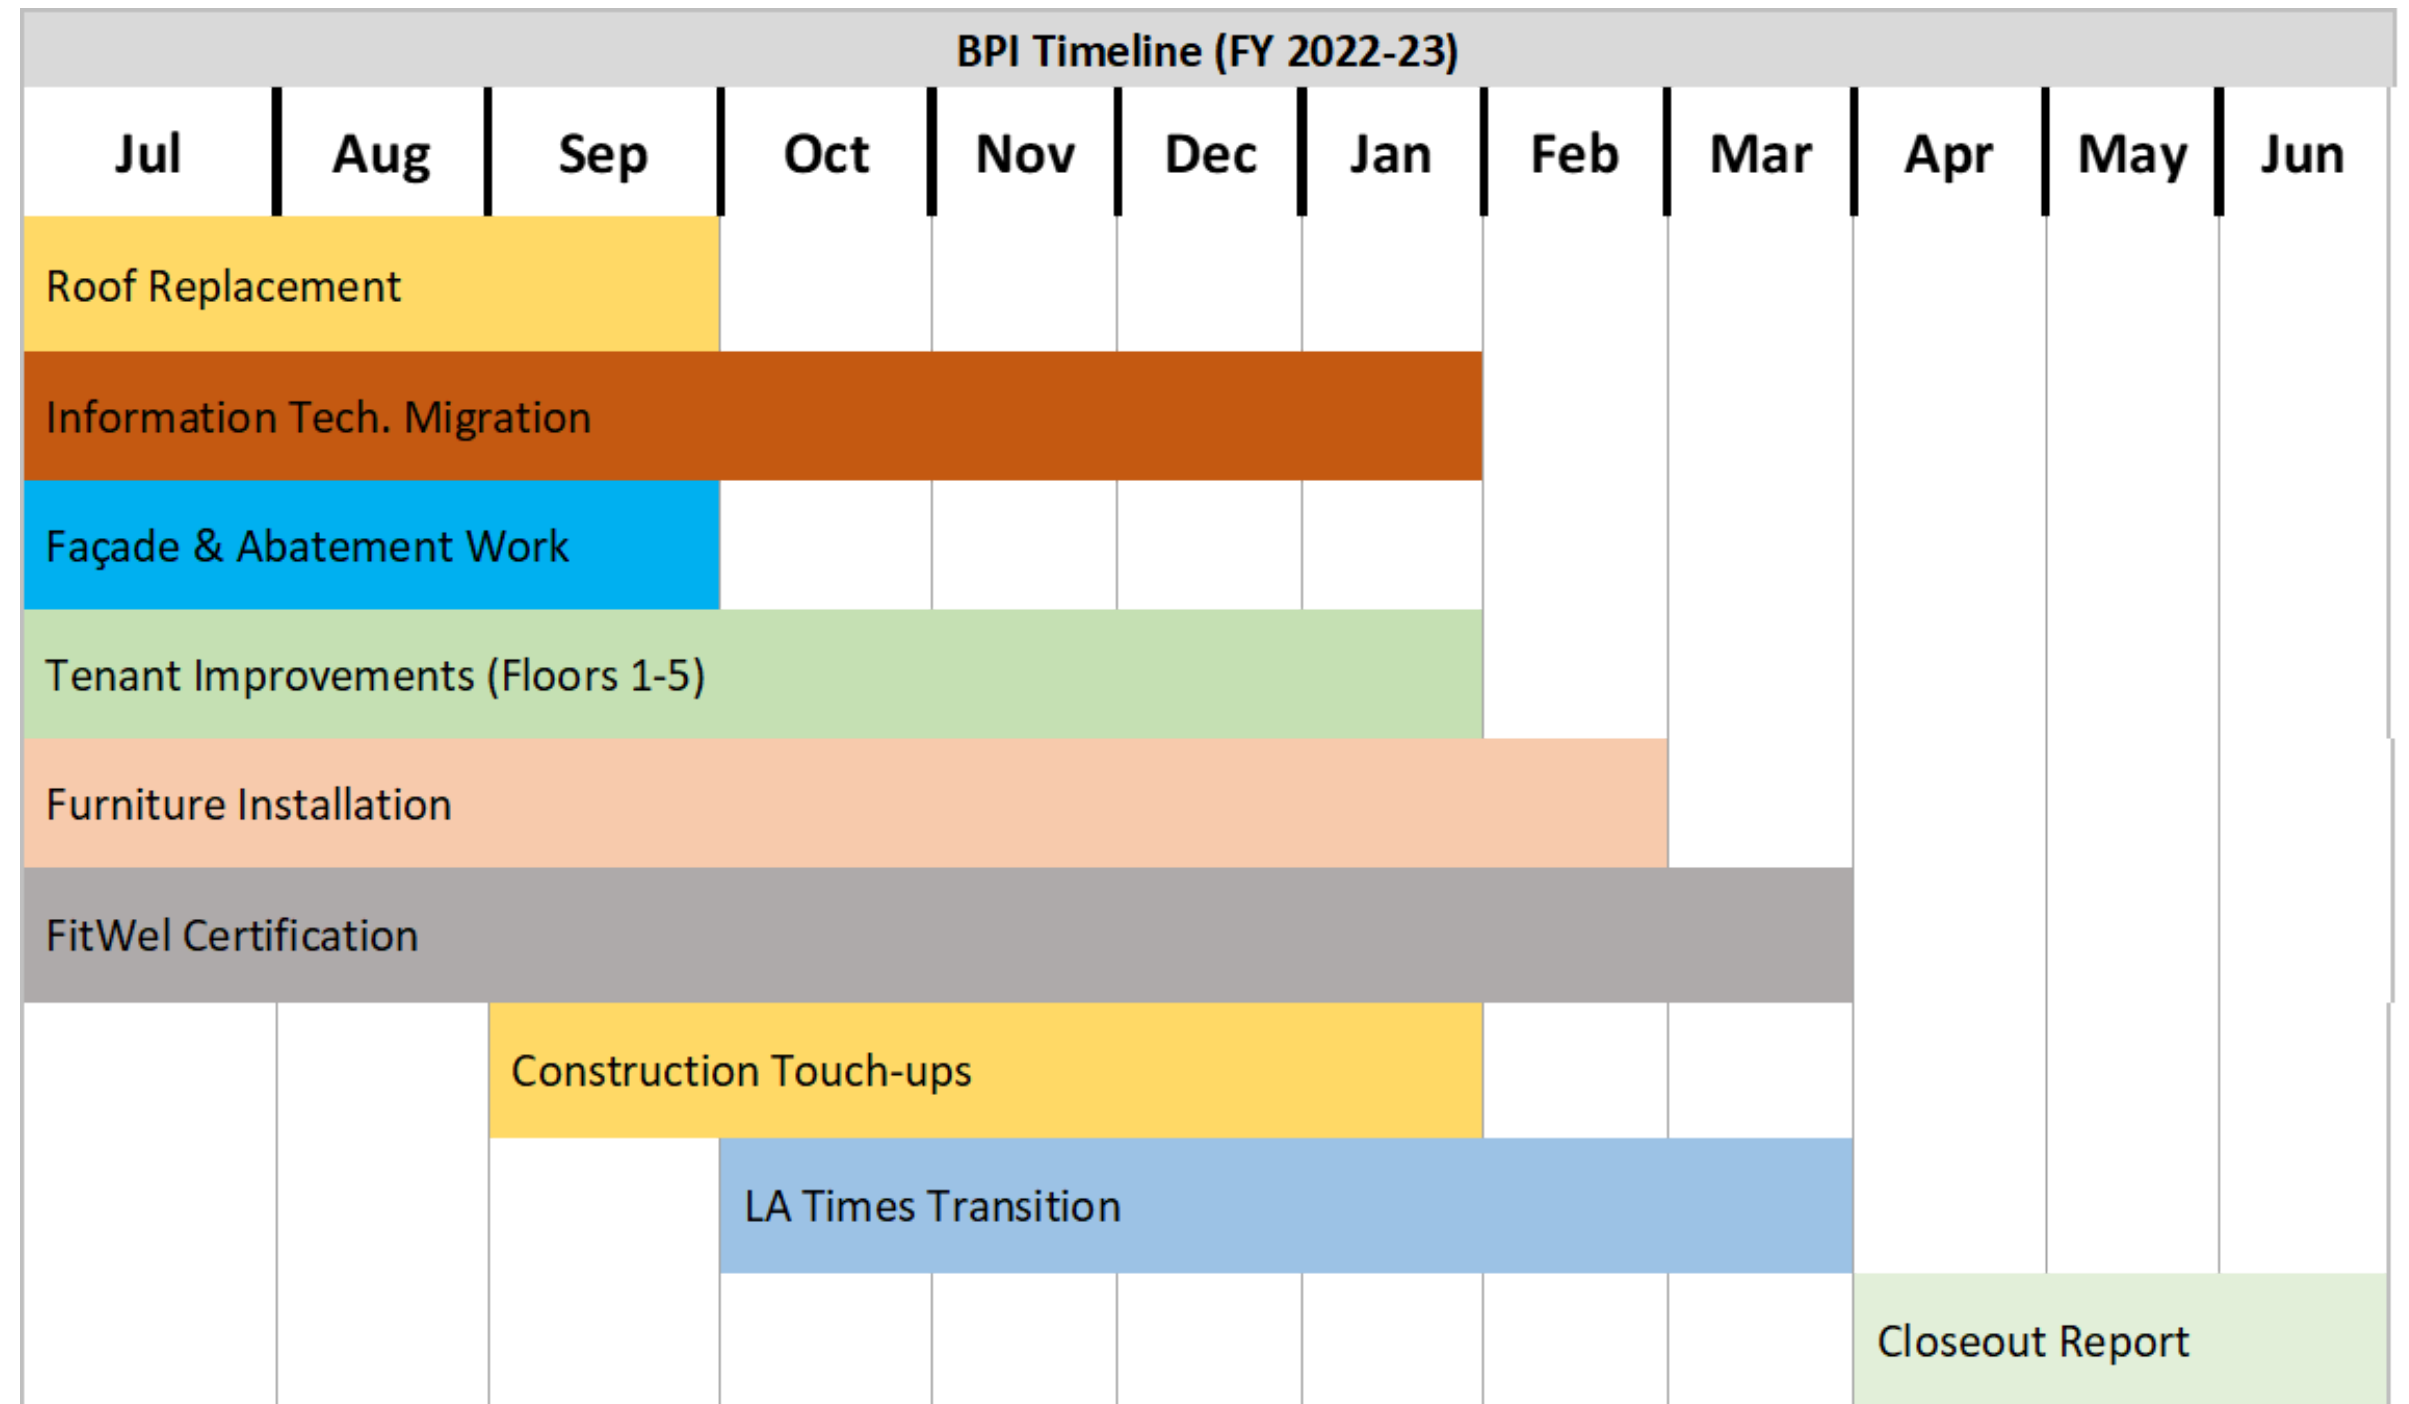 BPI Timeline (FY 2022-23)
Jul Aug Sep Oct Nov Dec Jan Feb Mar Apr May Jun
Roof Replacement
Information Tech. Migration
Façade & Abatement Work
Tenant Improvements (Floors 1-5)
Furniture Installation
FitWel Certification
Construction Touch-ups
LA Times Transition
Closeout Report